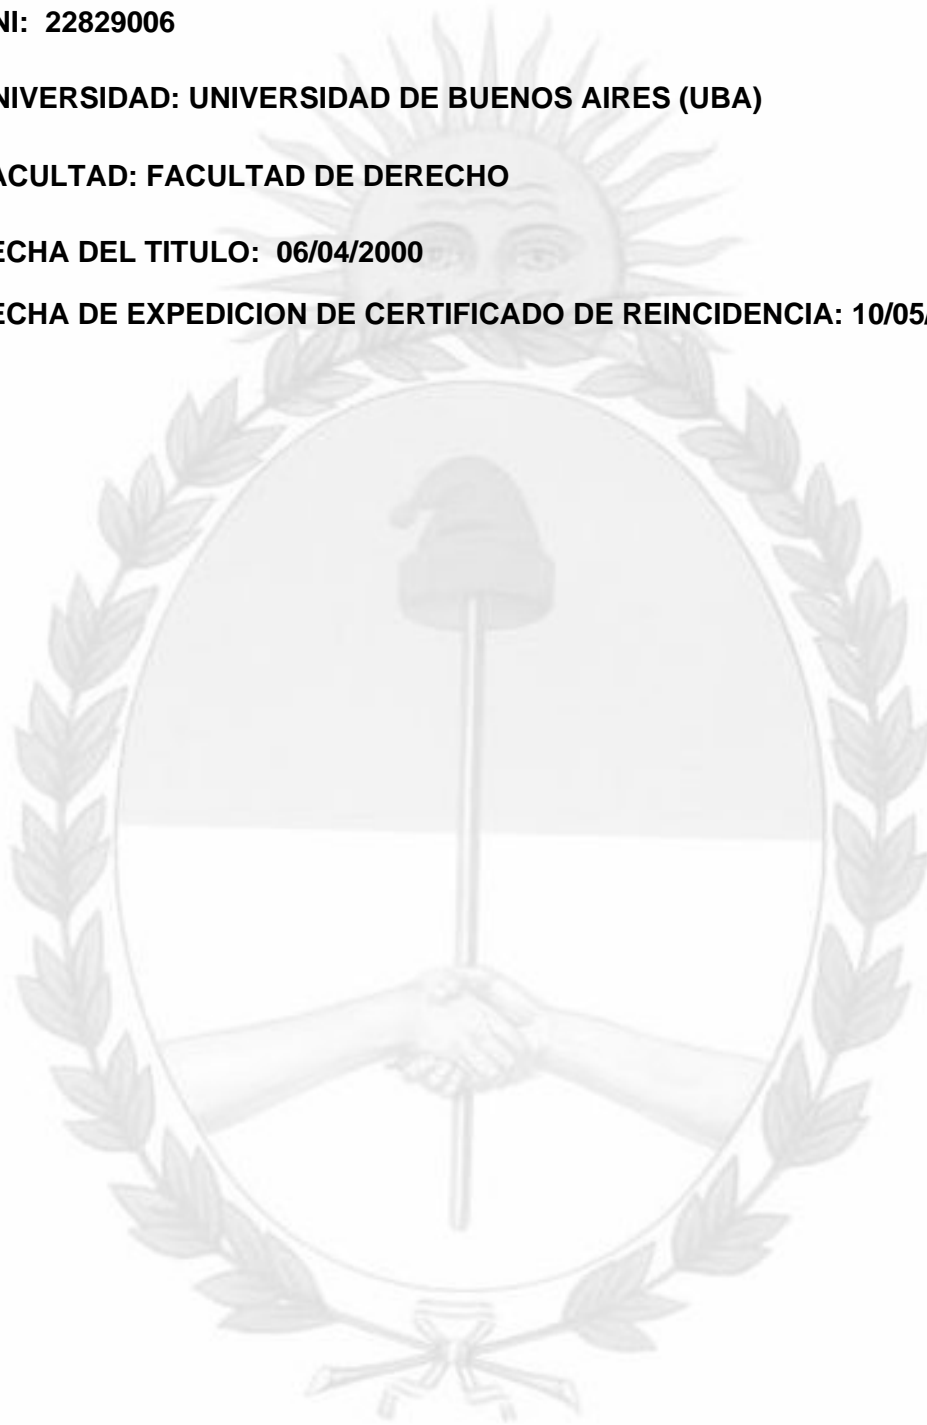 NI: 22829006
NIVERSIDAD: UNIVERSIDAD DE BUENOS AIRES (UBA)
ACULTAD: FACULTAD DE DERECHO
ECHA DEL TITULO: 06/04/2000
ECHA DE EXPEDICION DE CERTIFICADO DE REINCIDENCIA: 10/05/